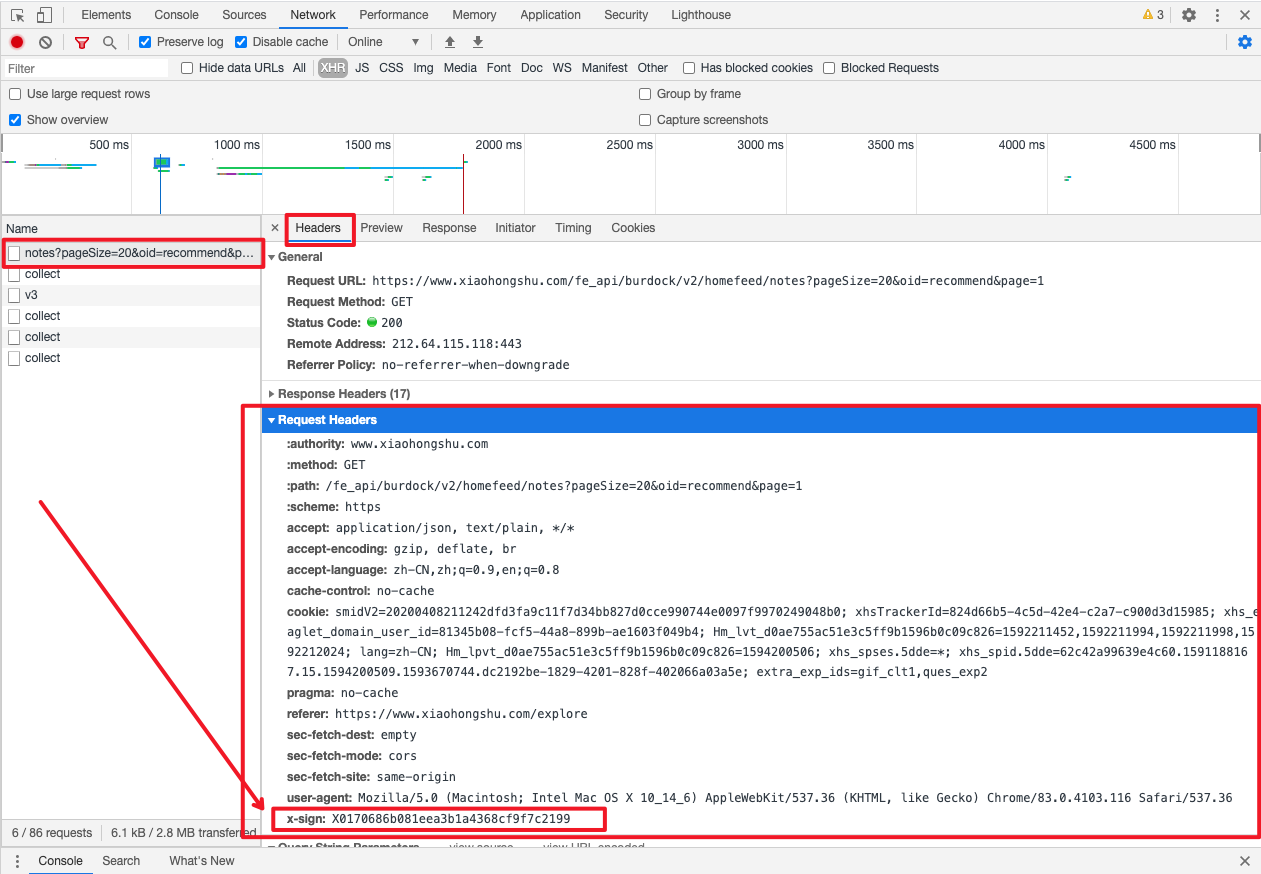 Elements Console Sources Network Performance Memory Application Security Lighthouse 3
Preserve log Disable cache Online
Filter Hide data URLs All XHR JS CSS Img Media Font Doc WS Manifest Other Has blocked cookies Blocked Requests
Use large request rows Group by frame
Show overview Capture screenshots
500 ms 1000 ms 1500 ms 2000 ms 2500 ms 3000 ms 3500 ms 4000 ms 4500 ms
Name
notes?pageSize=20&oid=recommend&p...
collect
v3
collect
collect
collect
6 / 86 requests 6.1 kB / 2.8 MB transferred
Headers Preview Response Initiator Timing Cookies
General
Request URL: https://www.xiaohongshu.com/fe_api/burdock/v2/homefeed/notes?pageSize=20&oid=recommend&page=1
Request Method: GET
Status Code: 200
Remote Address: 212.64.115.118:443
Referrer Policy: no-referrer-when-downgrade
Response Headers (17)
Request Headers
:authority: www.xiaohongshu.com
:method: GET
:path: /fe_api/burdock/v2/homefeed/notes?pageSize=20&oid=recommend&page=1
:scheme: https
accept: application/json, text/plain, */*
accept-encoding: gzip, deflate, br
accept-language: zh-CN,zh;q=0.9,en;q=0.8
cache-control: no-cache
cookie: smidV2=20200408211242dfd3fa9c11f7d34bb827d0cce990744e0097f9970249048b0; xhsTrackerId=824d66b5-4c5d-42e4-c2a7-c900d3d15985; xhs_e
aglet_domain_user_id=81345b08-fcf5-44a8-899b-ae1603f049b4; Hm_lvt_d0ae755ac51e3c5ff9b1596b0c09c826=1592211452,1592211994,1592211998,15
92212024; lang=zh-CN; Hm_lpvt_d0ae755ac51e3c5ff9b1596b0c09c826=1594200506; xhs_spses.5dde=*; xhs_spid.5dde=62c42a99639e4c60.159118816
7.15.1594200509.1593670744.dc2192be-1829-4201-828f-402066a03a5e; extra_exp_ids=gif_clt1,ques_exp2
pragma: no-cache
referer: https://www.xiaohongshu.com/explore
sec-fetch-dest: empty
sec-fetch-mode: cors
sec-fetch-site: same-origin
user-agent: Mozilla/5.0 (Macintosh; Intel Mac OS X 10_14_6) AppleWebKit/537.36 (KHTML, like Gecko) Chrome/83.0.4103.116 Safari/537.36
x-sign: X0170686b081eea3b1a4368cf9f7c2199
Query String Parameters view source view URL encoded
Console Search What's New